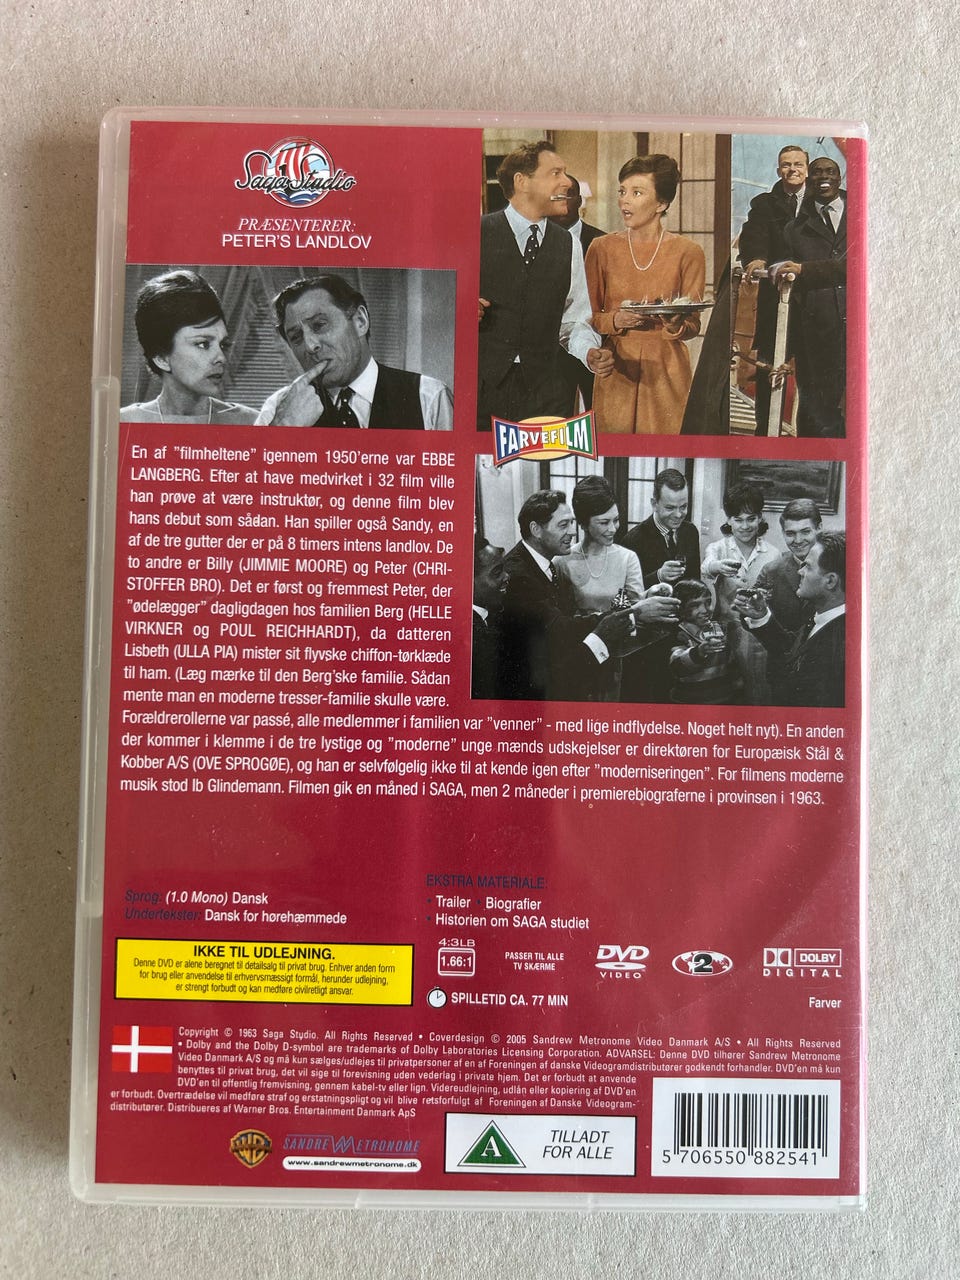 Saga Studio
PRÆSENTERER:
PETER'S LANDLOV
FARVEFILM
En af "filmheltene" igennem 1950'erne var EBBE
LANGBERG. Efter at have medvirket i 32 film ville
han prøve at være instruktør, og denne film blev
hans debut som sådan. Han spiller også Sandy, en
af de tre gutter der er på 8 timers intens landlov. De
to andre er Billy (JIMMIE MOORE) og Peter (CHRI-
STOFFER BRO). Det er først og fremmest Peter, der
"ødelægger" dagligdagen hos familien Berg (HELLE
VIRKNER og POUL REICHHARDT), da datteren
Lisbeth (ULLA PIA) mister sit flyvske chiffon-tørklæde
til ham. (Læg mærke til den Berg'ske familie. Sådan
mente man en moderne tresser-familie skulle være.
Forældrerollerne var passé, alle medlemmer i familien var "venner" - med lige indflydelse. Noget helt nyt). En anden
der kommer i klemme i de tre lystige og "moderne" unge mænds udskejelser er direktøren for Europæisk Stål &
Kobber A/S (OVE SPROGØE), og han er selvfølgelig ikke til at kende igen efter "moderniseringen". For filmens moderne
musik stod Ib Glindemann. Filmen gik en måned i SAGA, men 2 måneder i premierebiograferne i provinsen i 1963.
Sprog: (1.0 Mono) Dansk
Undertekster: Dansk for hørehæmmede
EKSTRA MATERIALE:
• Trailer • Biografier
• Historien om SAGA studiet
IKKE TIL UDLEJNING.
Denne DVD er alene beregnet til detailsalg til privat brug. Enhver anden form
for brug eller anvendelse til erhvervsmæssigt formål, herunder udlejning,
er strengt forbudt og kan medføre civilretligt ansvar.
4:3LB
1.66:1
PASSER TIL ALLE
TV SKÆRME
DVD
VIDEO
2
DOLBY
DIGITAL
SPILLETID CA. 77 MIN
Farver
Copyright © 1963 Saga Studio. All Rights Reserved • Coverdesign © 2005 Sandrew Metronome Video Danmark A/S • All Rights Reserved
• Dolby and the Dolby D-symbol are trademarks of Dolby Laboratories Licensing Corporation. ADVARSEL: Denne DVD tilhører Sandrew Metronome
Video Danmark A/S og må kun sælges/udlejes til privatpersoner af en af Foreningen af danske Videogramdistributører godkendt forhandler. DVD'en må kun
benyttes til privat brug, det vil sige til forevisning uden vederlag i private hjem. Det er forbudt at anvende
DVD'en til offentlig fremvisning, gennem kabel-tv eller lign. Videreudlejning, udlån eller kopiering af DVD'en
er forbudt. Overtrædelse vil medføre straf og erstatningspligt og vil blive retsforfulgt af Foreningen af Danske Videogram-
distributører. Distribueres af Warner Bros. Entertainment Danmark ApS
WB
SANDREW METRONOME
www.sandrewmetronome.dk
A
TILLADT
FOR ALLE
5 706550 882541